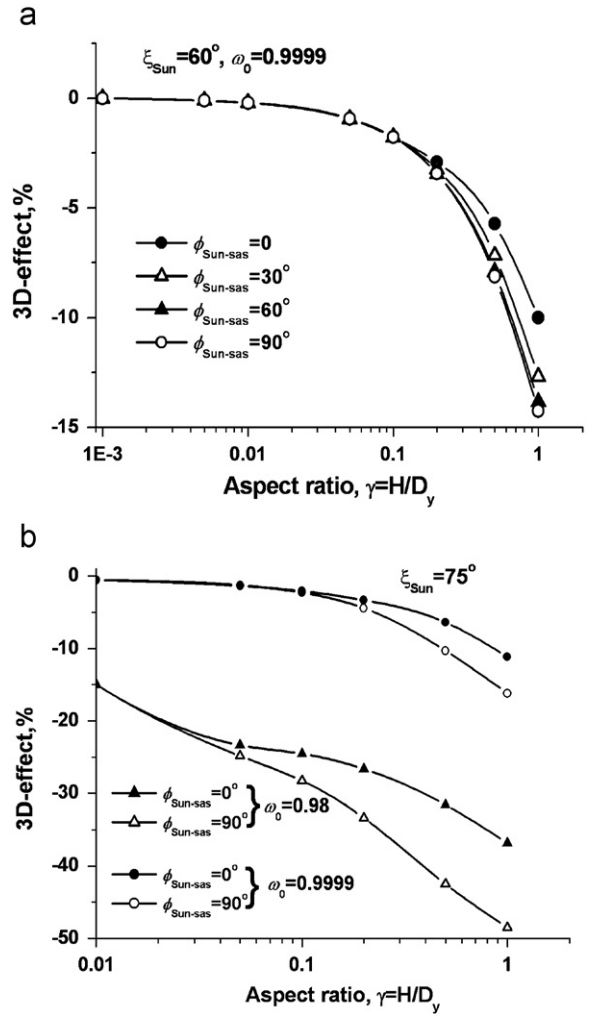 a
ξSun=60°, ω0=0.9999
0
-5
-10
-15
3D-effect,%
ϕSun-sas=0
ϕSun-sas=30°
ϕSun-sas=60°
ϕSun-sas=90°
1E-3 0.01 0.1 1
Aspect ratio, γ=H/Dy
b
ξSun=75°
0
-10
-20
-30
-40
-50
3D-effect,%
ϕSun-sas=0°
ϕSun-sas=90°
} ω0=0.98
ϕSun-sas=0°
ϕSun-sas=90°
} ω0=0.9999
0.01 0.1 1
Aspect ratio, γ=H/Dy